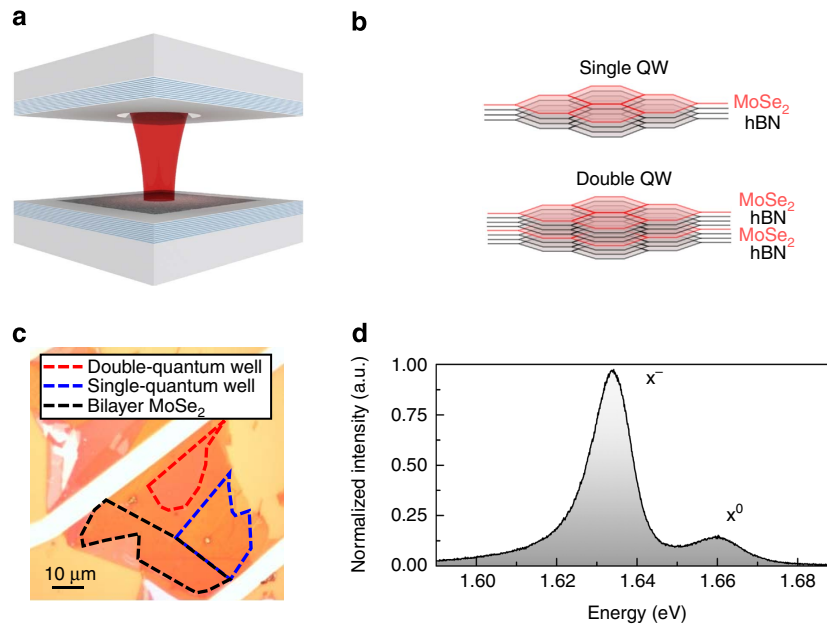 a
b
Single QW
MoSe₂
hBN
Double QW
MoSe₂
hBN
MoSe₂
hBN
c
Double-quantum well
Single-quantum well
Bilayer MoSe₂
10 μm
d
Normalized intensity (a.u.)
1.00
0.75
0.50
0.25
0.00
x⁻
x⁰
1.60 1.62 1.64 1.66 1.68
Energy (eV)